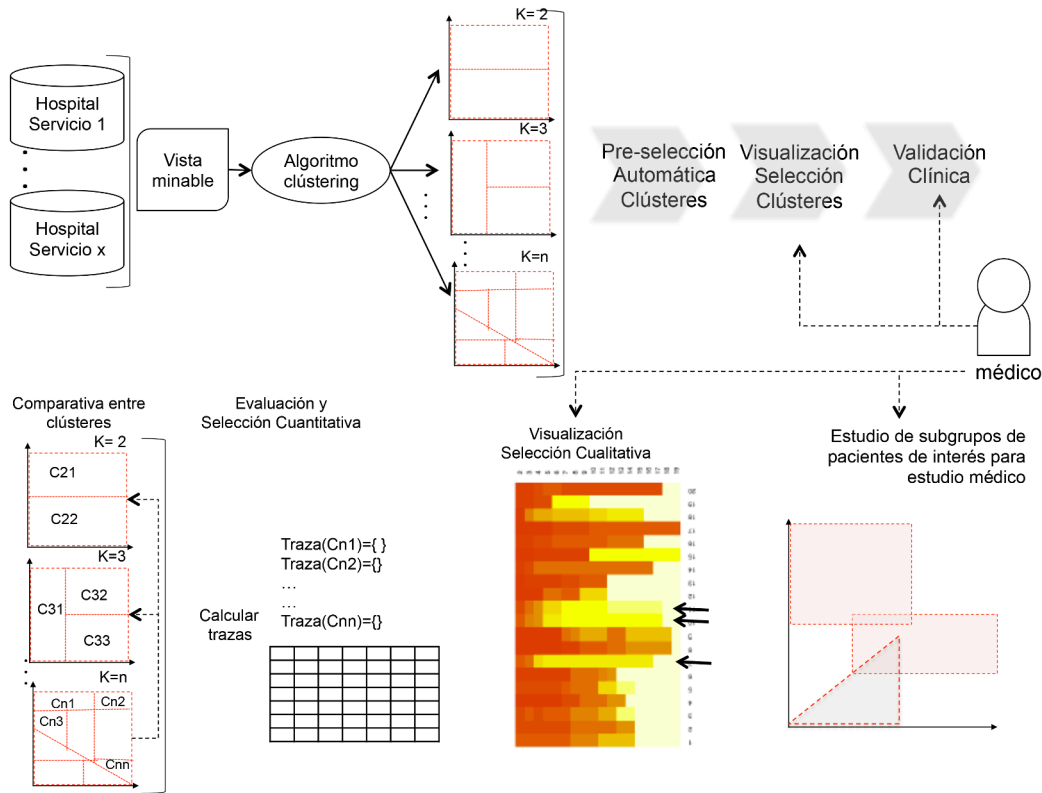 Hospital
Servicio 1
Hospital
Servicio x
Vista
minable
Algoritmo
clústering
K= 2
K=3
K=n
Pre-selección
Automática
Clústeres
Visualización
Selección
Clústeres
Validación
Clínica
médico
Comparativa entre
clústeres
K= 2
C21
C22
K=3
C31
C32
C33
K=n
Cn1
Cn2
Cn3
Cnn
Evaluación y
Selección Cuantitativa
Calcular
trazas
Traza(Cn1)={ }
Traza(Cn2)={}
...
...
Traza(Cnn)={}
Visualización
Selección Cualitativa
Estudio de subgrupos de
pacientes de interés para
estudio médico